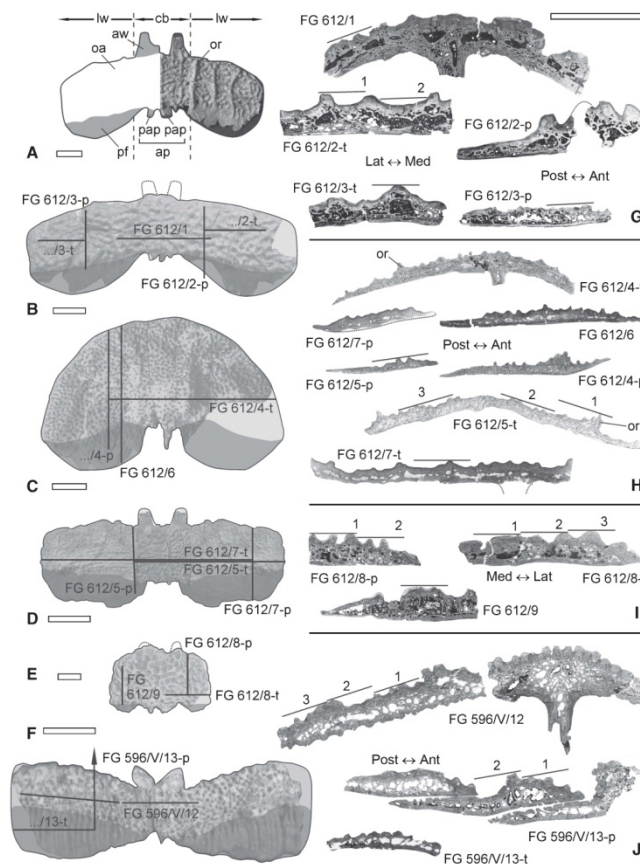 lw cb lw
aw
oa or
pap pap
ap
pf
A
FG 612/3-p
.../2-t
FG 612/1
.../3-t
FG 612/2-p
B
FG 612/4-t
.../4-p
FG 612/6
C
FG 612/7-t
FG 612/5-t
FG 612/5-p
FG 612/7-p
D
FG 612/8-p
E
FG
612/9
FG 612/8-t
F
FG 596/V/13-p
FG 596/V/12
.../13-t
FG 612/1
1 2
FG 612/2-p
FG 612/2-t
Lat ↔ Med
Post ↔ Ant
FG 612/3-t
FG 612/3-p
G
or
FG 612/4-
FG 612/7-p
FG 612/6
Post ↔ Ant
FG 612/5-p
FG 612/4-p
3 2 1
FG 612/5-t
or
FG 612/7-t
H
1 2
1 2 3
FG 612/8-p
Med ↔ Lat
FG 612/8-
FG 612/9
I
3 2 1
FG 596/V/12
Post ↔ Ant
2 1
FG 596/V/13-p
FG 596/V/13-t
J